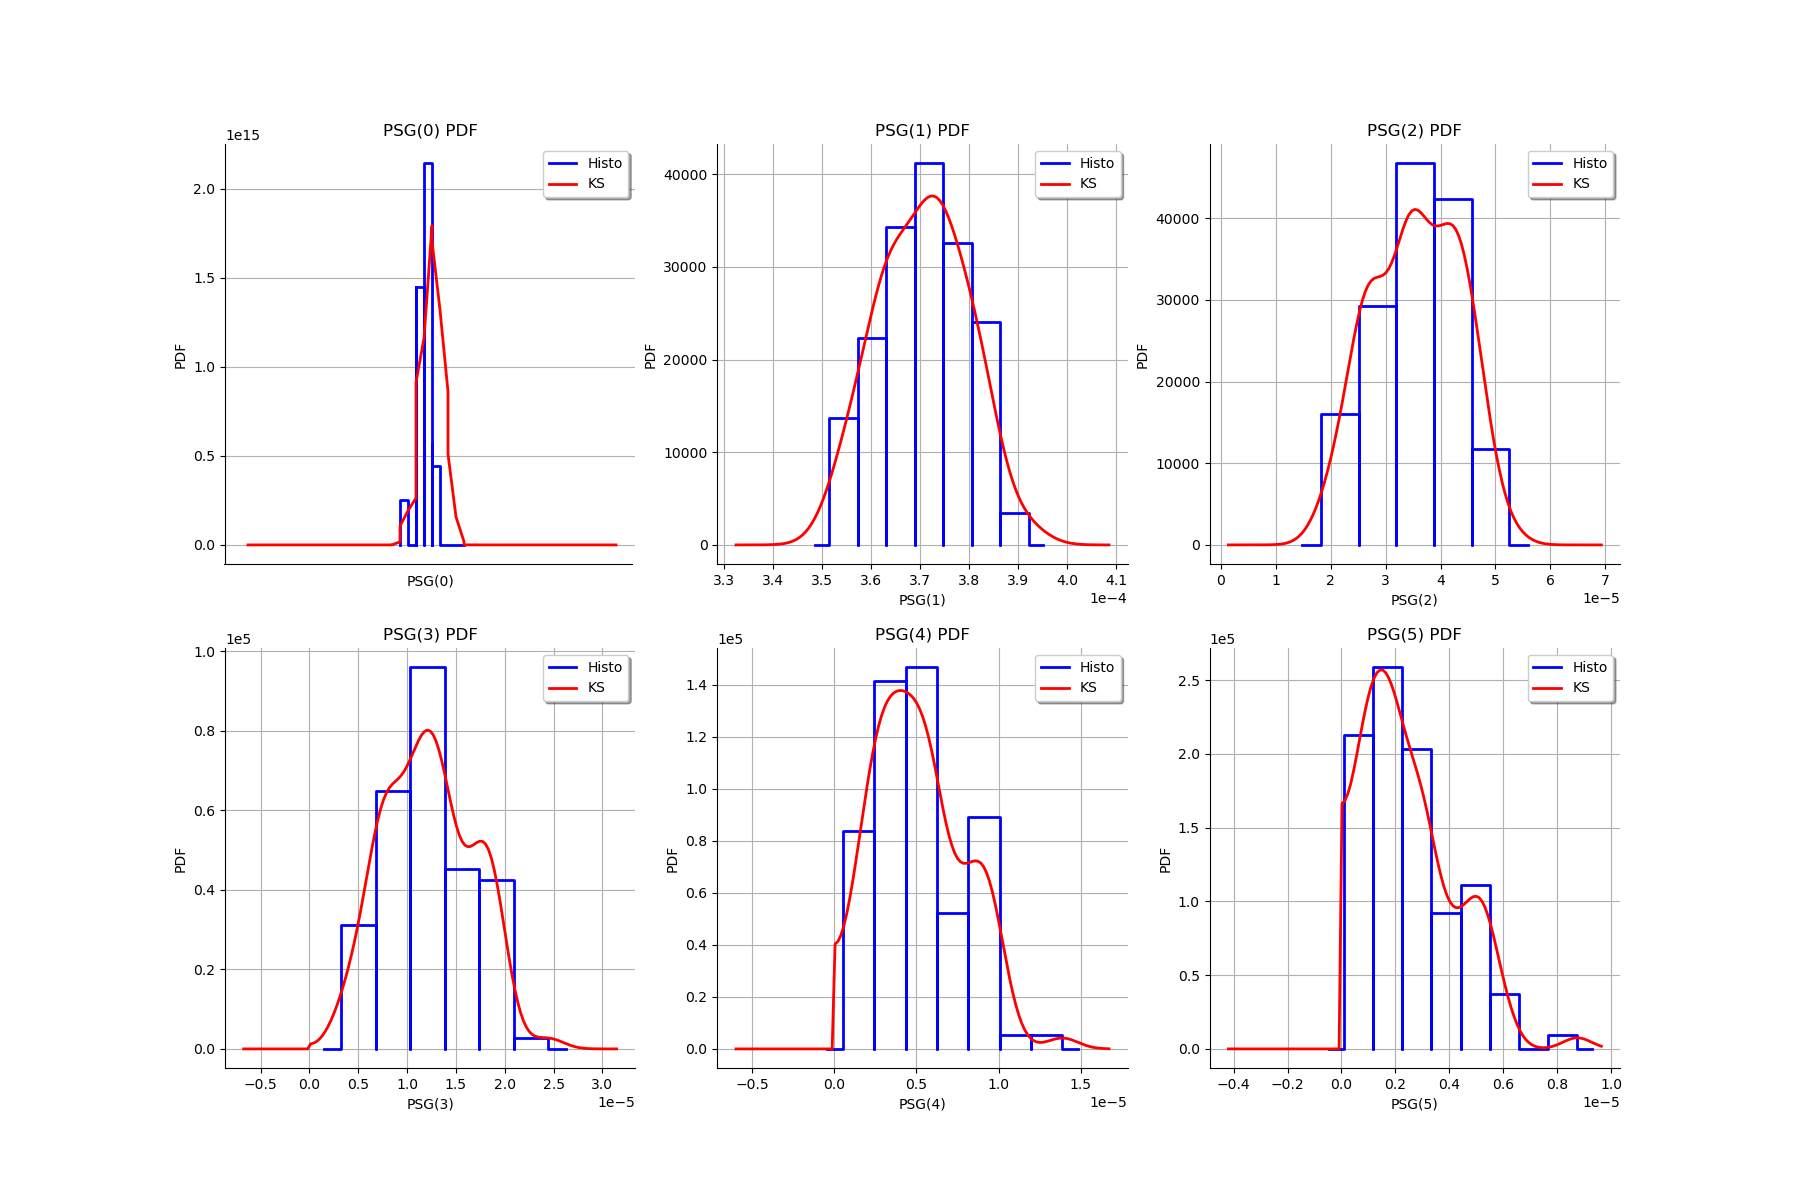 PSG(0) PDF
1e15
Histo
KS
2.0
1.5
1.0
0.5
0.0
PDF
PSG(0)
PSG(1) PDF
Histo
KS
40000
30000
20000
10000
0
PDF
3.3 3.4 3.5 3.6 3.7 3.8 3.9 4.0 4.1
PSG(1)
1e−4
PSG(2) PDF
Histo
KS
40000
30000
20000
10000
0
PDF
0 1 2 3 4 5 6 7
PSG(2)
1e−5
PSG(3) PDF
1e5
Histo
KS
1.0
0.8
0.6
0.4
0.2
0.0
PDF
−0.5 0.0 0.5 1.0 1.5 2.0 2.5 3.0
PSG(3)
1e−5
PSG(4) PDF
1e5
Histo
KS
1.4
1.2
1.0
0.8
0.6
0.4
0.2
0.0
PDF
−0.5 0.0 0.5 1.0 1.5
PSG(4)
1e−5
PSG(5) PDF
1e5
Histo
KS
2.5
2.0
1.5
1.0
0.5
0.0
PDF
−0.4 −0.2 0.0 0.2 0.4 0.6 0.8 1.0
PSG(5)
1e−5